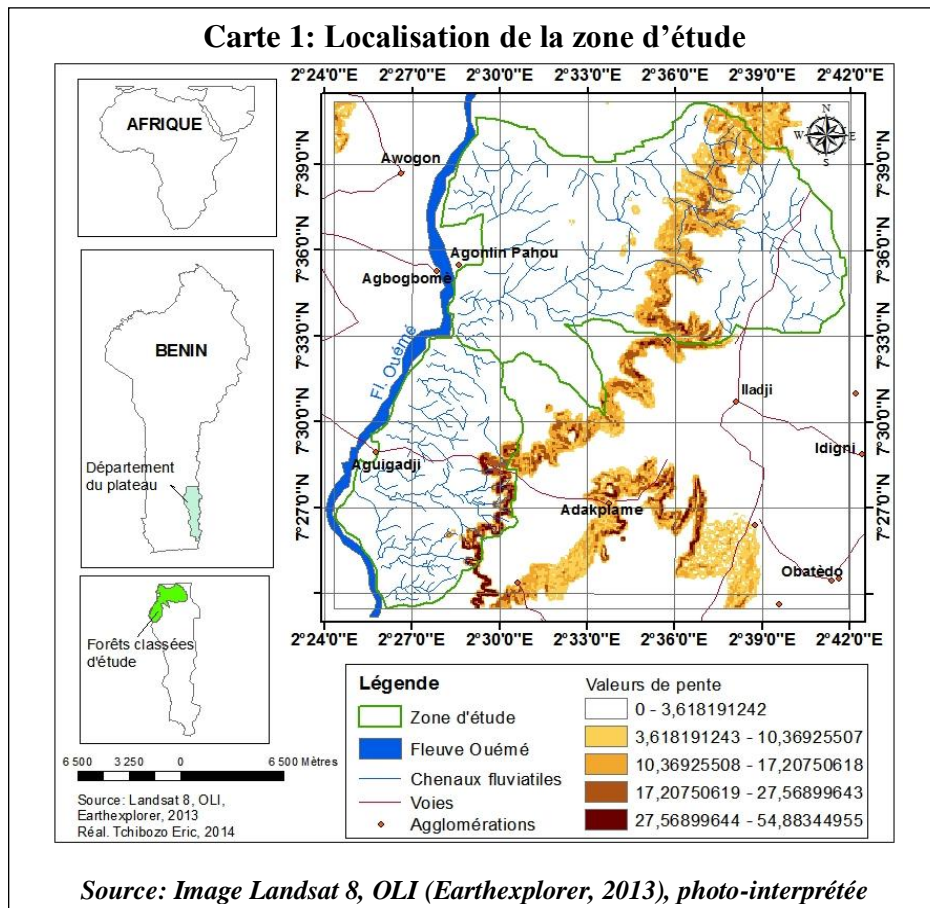 Carte 1: Localisation de la zone d'étude
AFRIQUE
BENIN
Département
du plateau
Forêts classées
d'étude
6 500 3 250 0 6 500 Mètres
Source: Landsat 8, OLI,
Earthexplorer, 2013
Réal. Tchibozo Eric, 2014
2°24'0"E 2°27'0"E 2°30'0"E 2°33'0"E 2°36'0"E 2°39'0"E 2°42'0"E
N
W E
S
7°39'0"N 7°39'0"N
7°36'0"N 7°36'0"N
7°33'0"N 7°33'0"N
7°30'0"N 7°30'0"N
7°27'0"N 7°27'0"N
Awogon
Agonlin Pahou
Agbogbomè
Fl. Ouémé
Iladji
Idigni
Aguigadji
Adakplame
Obatèdo
2°24'0"E 2°27'0"E 2°30'0"E 2°33'0"E 2°36'0"E 2°39'0"E 2°42'0"E
Légende
Zone d'étude
Fleuve Ouémé
Chenaux fluviatiles
Voies
Agglomérations
Valeurs de pente
0 - 3,618191242
3,618191243 - 10,36925507
10,36925508 - 17,20750618
17,20750619 - 27,56899643
27,56899644 - 54,88344955
Source: Image Landsat 8, OLI (Earthexplorer, 2013), photo-interprétée